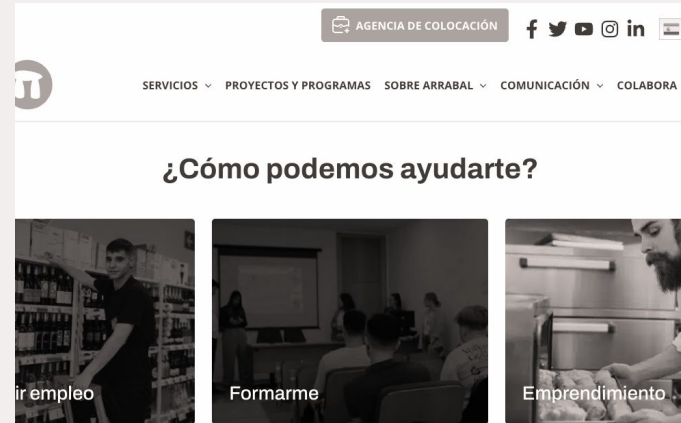 AGENCIA DE COLOCACIÓN
SERVICIOS PROYECTOS Y PROGRAMAS SOBRE ARRABAL COMUNICACIÓN COLABORA
¿Cómo podemos ayudarte?
ir empleo
Formarme
Emprendimiento